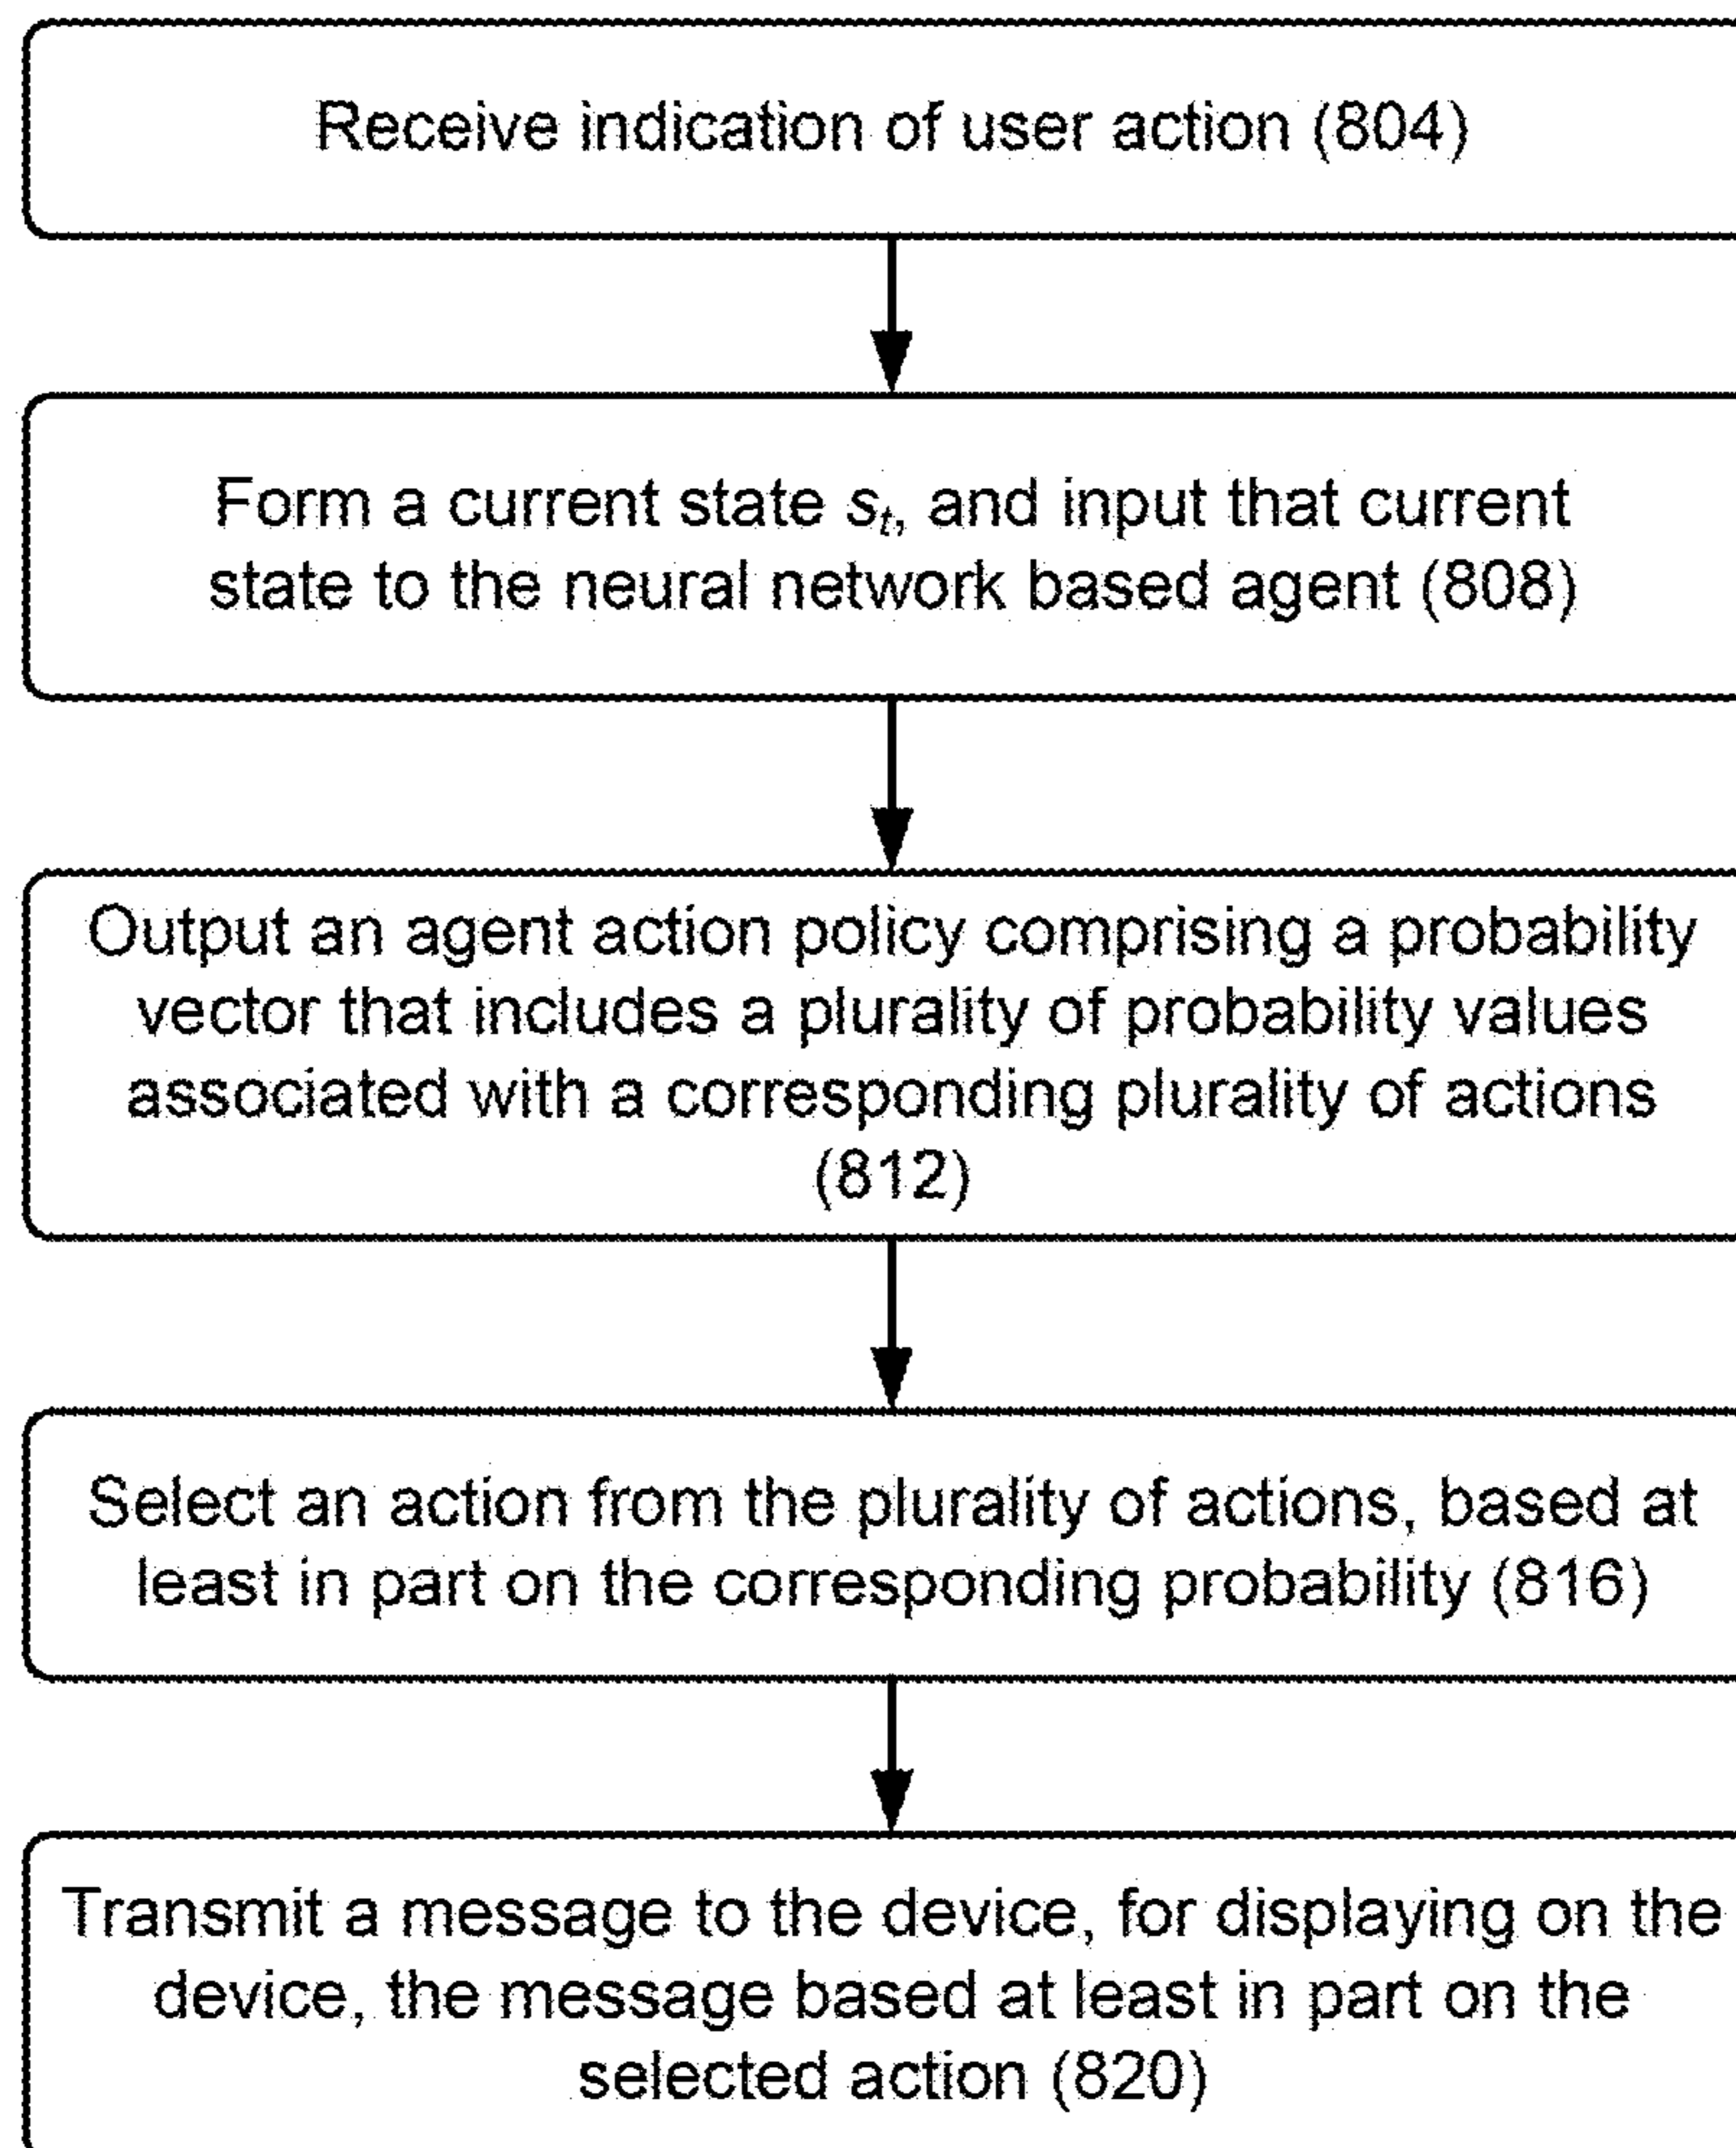 Receive indication of user action (804)
Form a current state st, and input that current
state to the neural network based agent (808)
Output an agent action policy comprising a probability
vector that includes a plurality of probability values
associated with a corresponding plurality of actions
(812)
Select an action from the plurality of actions, based at
least in part on the corresponding probability (816)
Transmit a message to the device, for displaying on the
device, the message based at least in part on the
selected action (820)